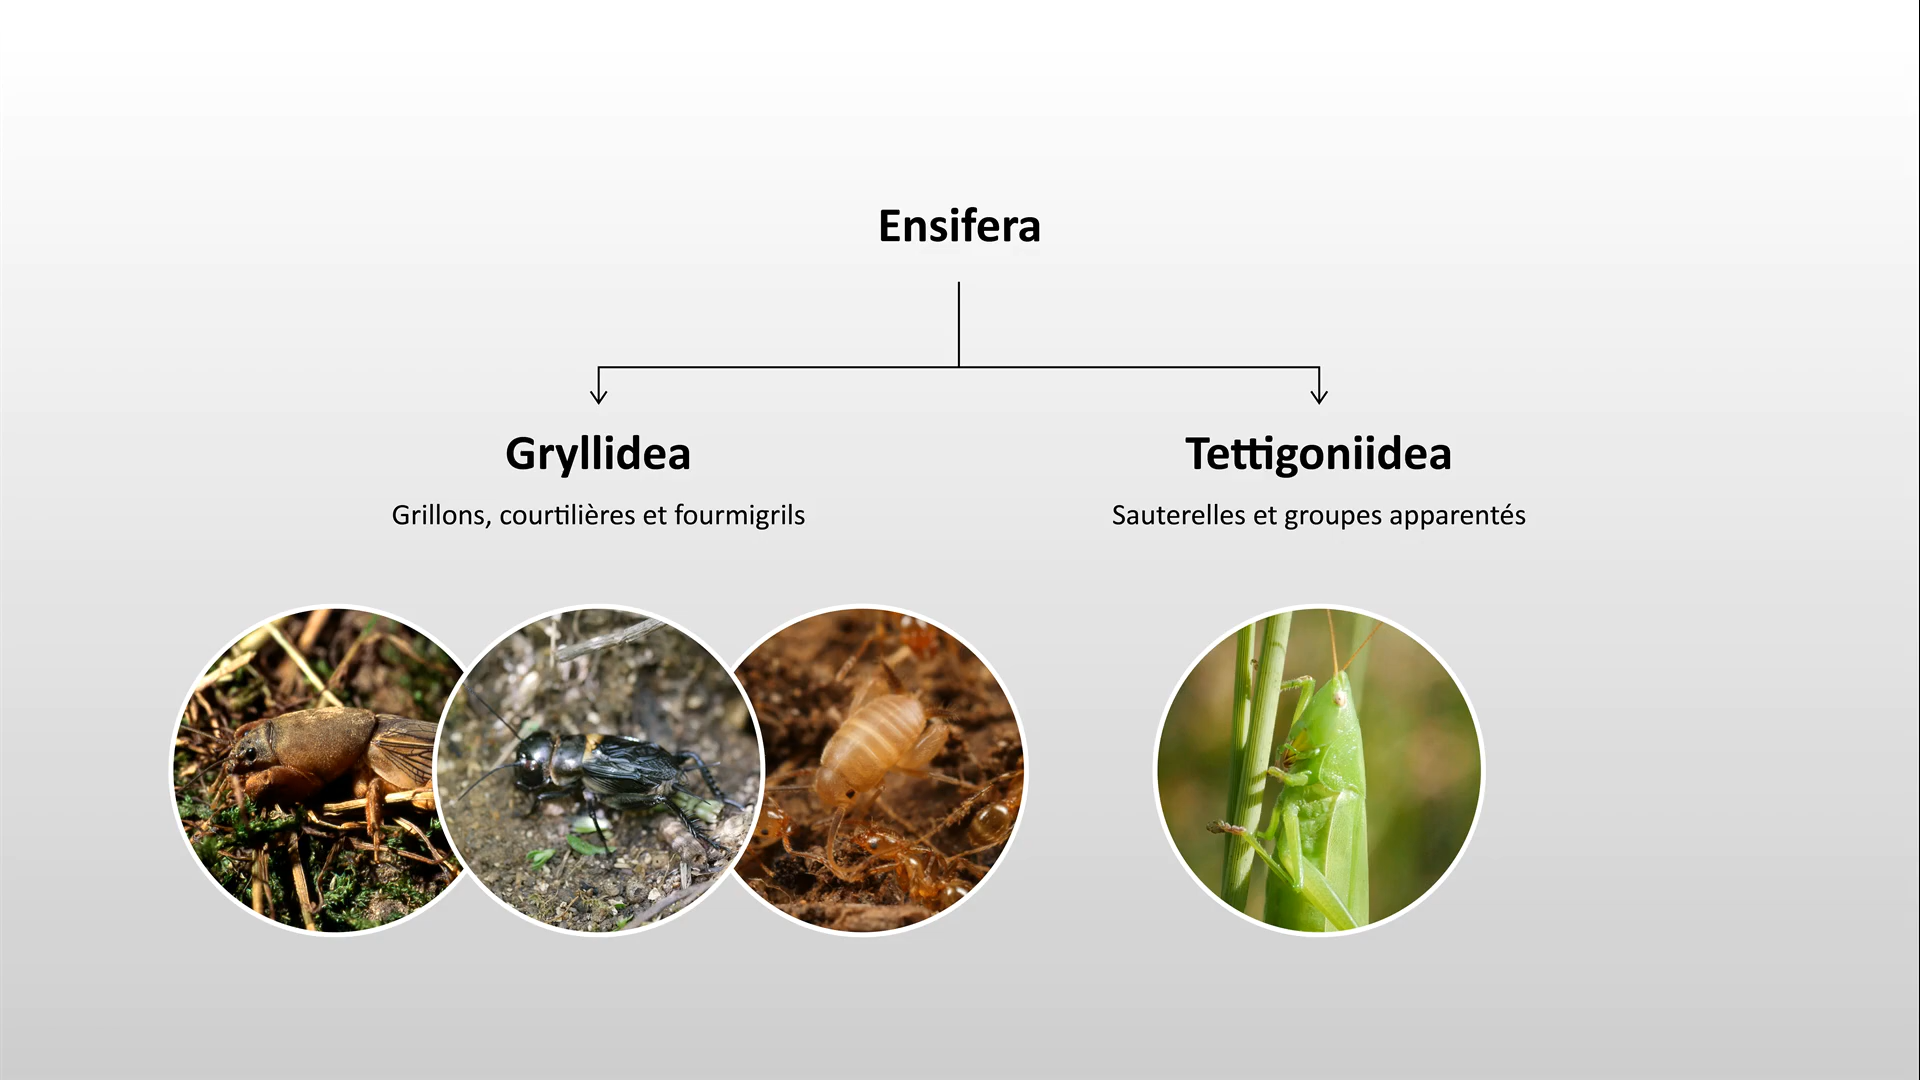 Ensifera
Gryllidea
Tettigoniidea
Grillons, courtilières et fourmigrils
Sauterelles et groupes apparentés